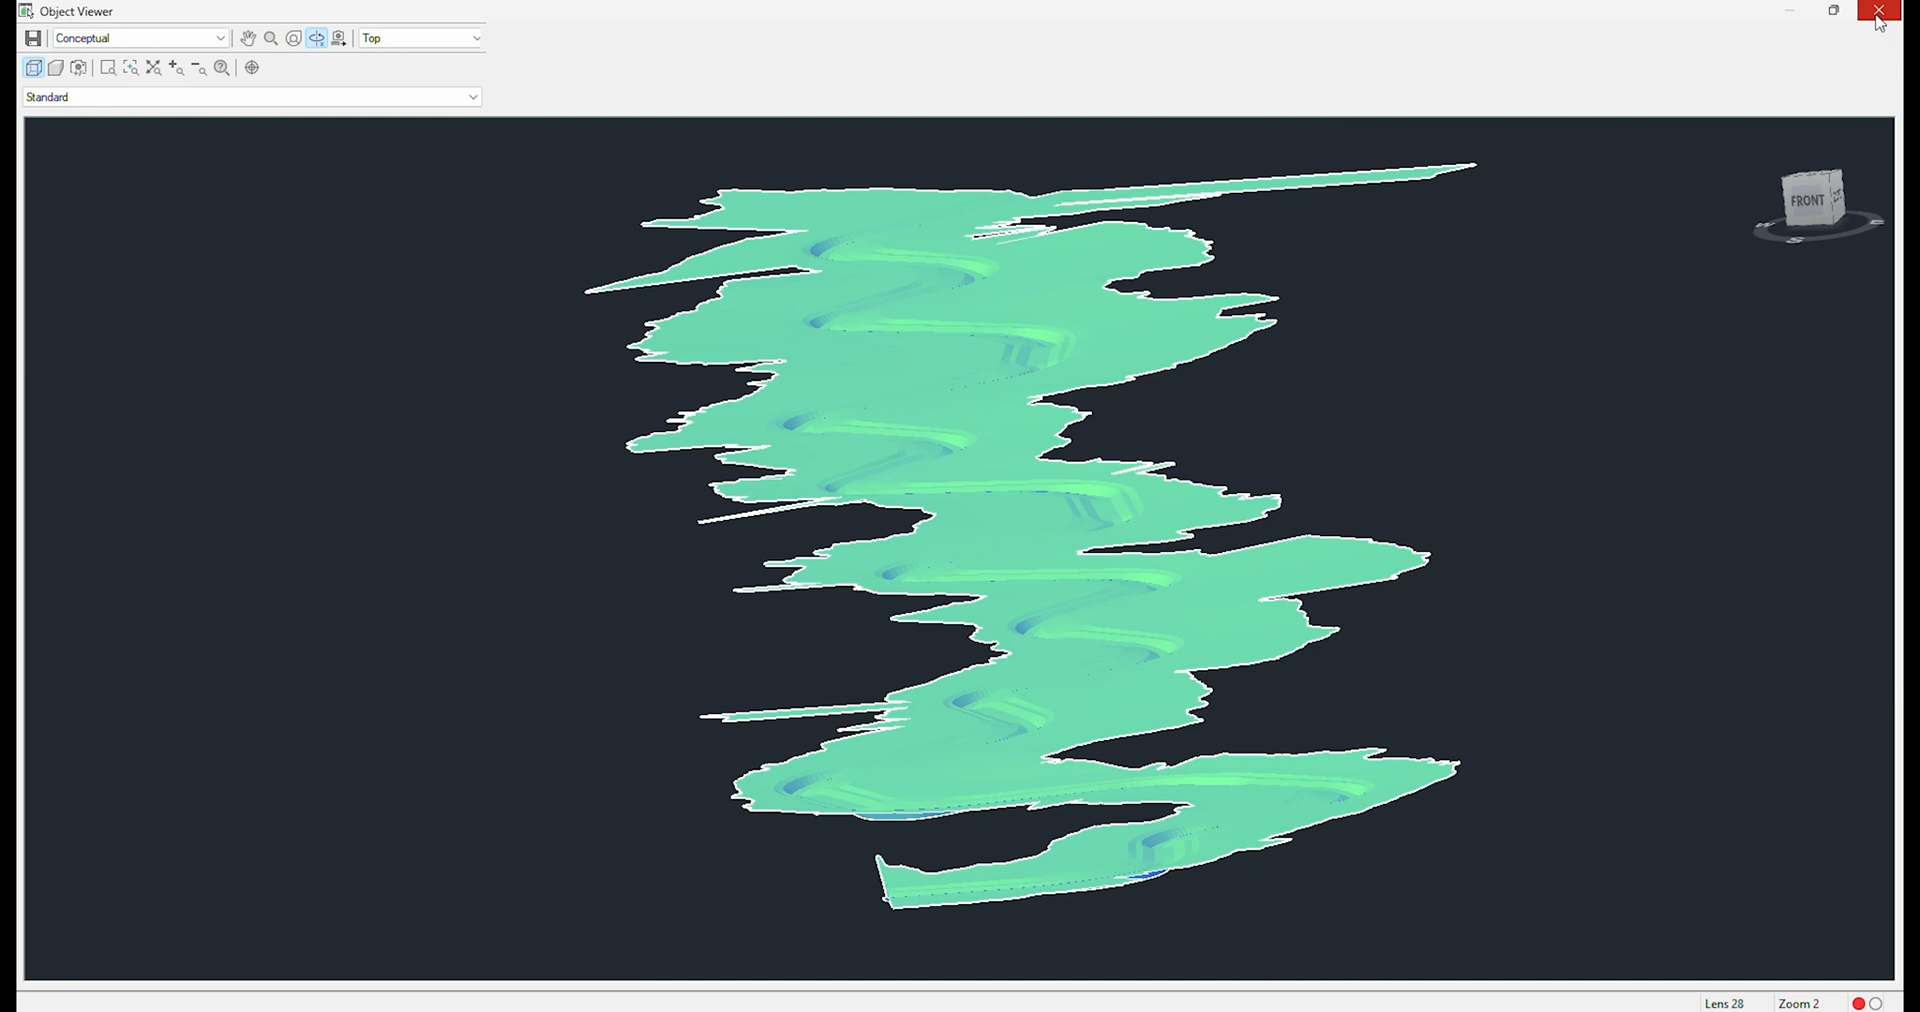 Object Viewer
Conceptual
Top
Standard
FRONT
S
Lens 28
Zoom 2